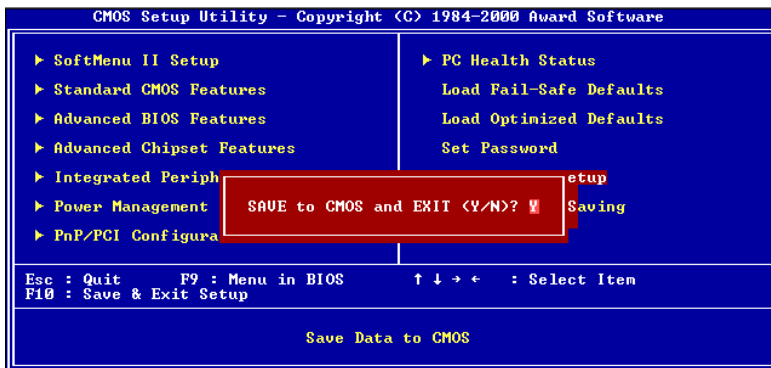 CMOS Setup Utility - Copyright (C) 1984-2000 Award Software
▶ SoftMenu II Setup
▶ Standard CMOS Features
▶ Advanced BIOS Features
▶ Advanced Chipset Features
▶ Integrated Periph
▶ Power Management
▶ PnP/PCI Configura
▶ PC Health Status
Load Fail-Safe Defaults
Load Optimized Defaults
Set Password
etup
Saving
SAVE to CMOS and EXIT (Y/N)? Y
Esc : Quit F9 : Menu in BIOS ↑ ↓ → ← : Select Item
F10 : Save & Exit Setup
Save Data to CMOS